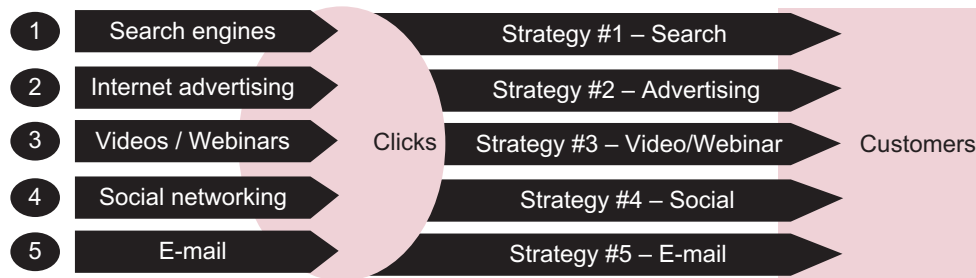 1 Search engines Strategy #1 – Search
2 Internet advertising Strategy #2 – Advertising
3 Videos / Webinars Clicks Strategy #3 – Video/Webinar Customers
4 Social networking Strategy #4 – Social
5 E-mail Strategy #5 – E-mail